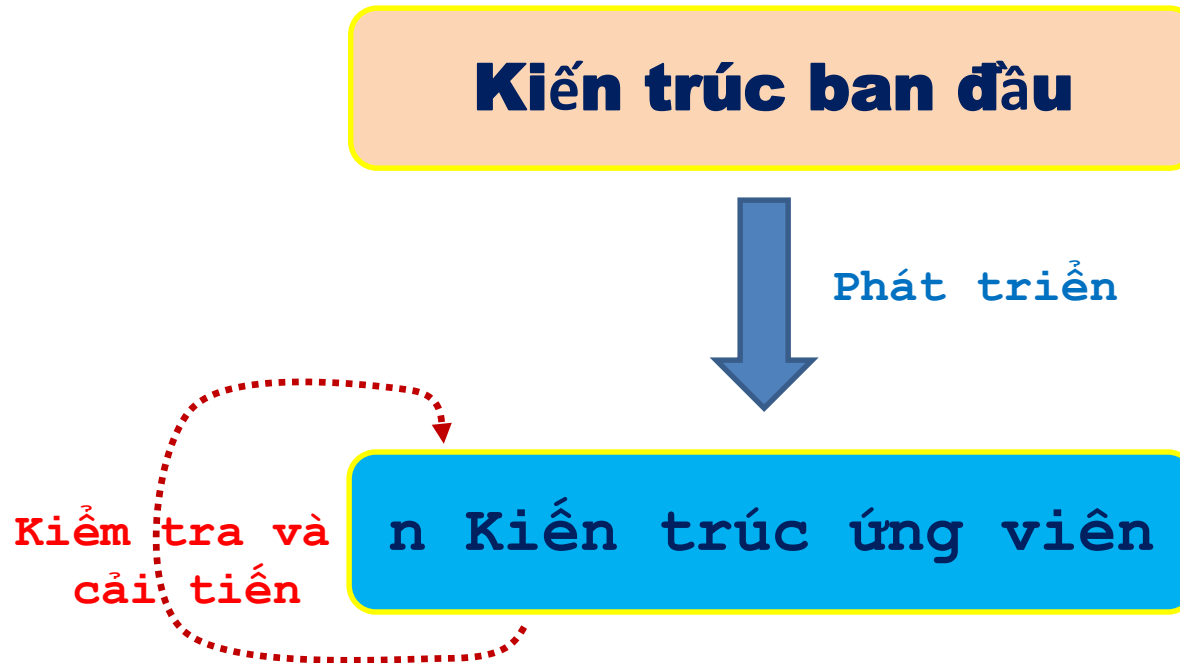 Kiến trúc ban đầu
Phát triển
Kiểm tra và
cải tiến
n Kiến trúc ứng viên